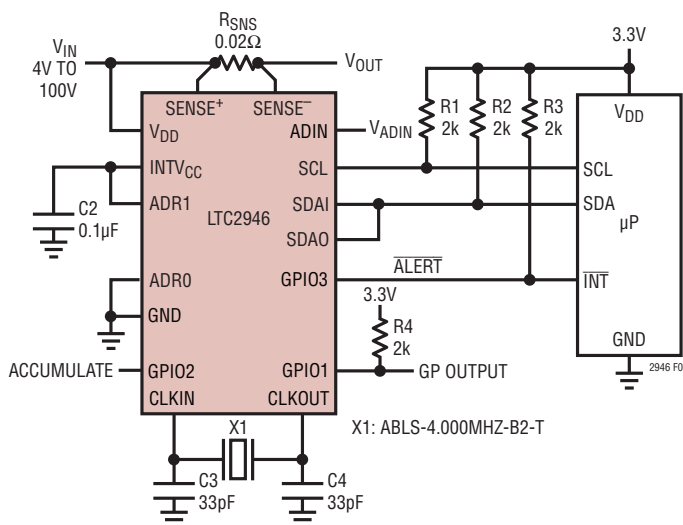 RSNS
0.02Ω
VIN
4V TO
100V
VOUT
3.3V
SENSE+ SENSE–
VDD
ADIN
VADIN
R1
2k
R2
2k
R3
2k
VDD
INTVCC
SCL
SCL
C2
0.1µF
ADR1
LTC2946
SDAI
SDA
µP
SDAO
ADR0
GPIO3
ALERT
INT
3.3V
GND
R4
2k
GND
2946 F0
ACCUMULATE
GPIO2
GPIO1
GP OUTPUT
CLKIN
CLKOUT
X1
X1: ABLS-4.000MHZ-B2-T
C3
33pF
C4
33pF